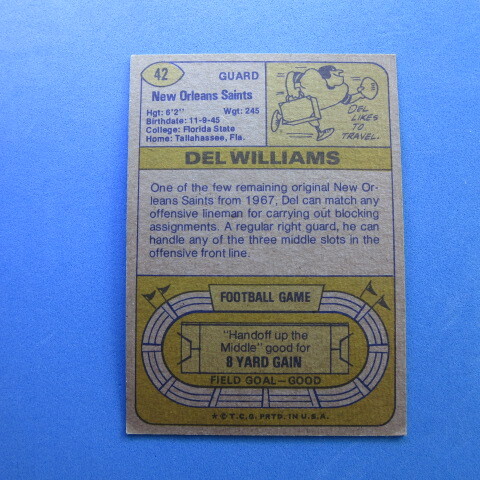 42
GUARD
New Orleans Saints
Hgt: 6'2" Wgt: 245
Birthdate: 11-9-45
College: Florida State
Home: Tallahassee, Fla.
DEL
LIKES
TO
TRAVEL.
DEL WILLIAMS
One of the few remaining original New Or-
leans Saints from 1967, Del can match any
offensive lineman for carrying out blocking
assignments. A regular right guard, he can
handle any of the three middle slots in the
offensive front line.
FOOTBALL GAME
"Handoff up the
Middle" good for
8 YARD GAIN
FIELD GOAL—GOOD
★ © T.C.G. PRTD. IN U.S.A.